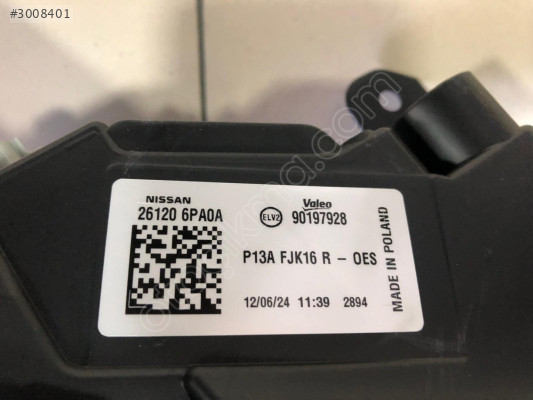 #3008401
NISSAN
26120 6PA0A
ELV2
Valeo
90197928
P13A FJK16 R - OES
12/06/24 11:39 2894
MADE IN POLAND